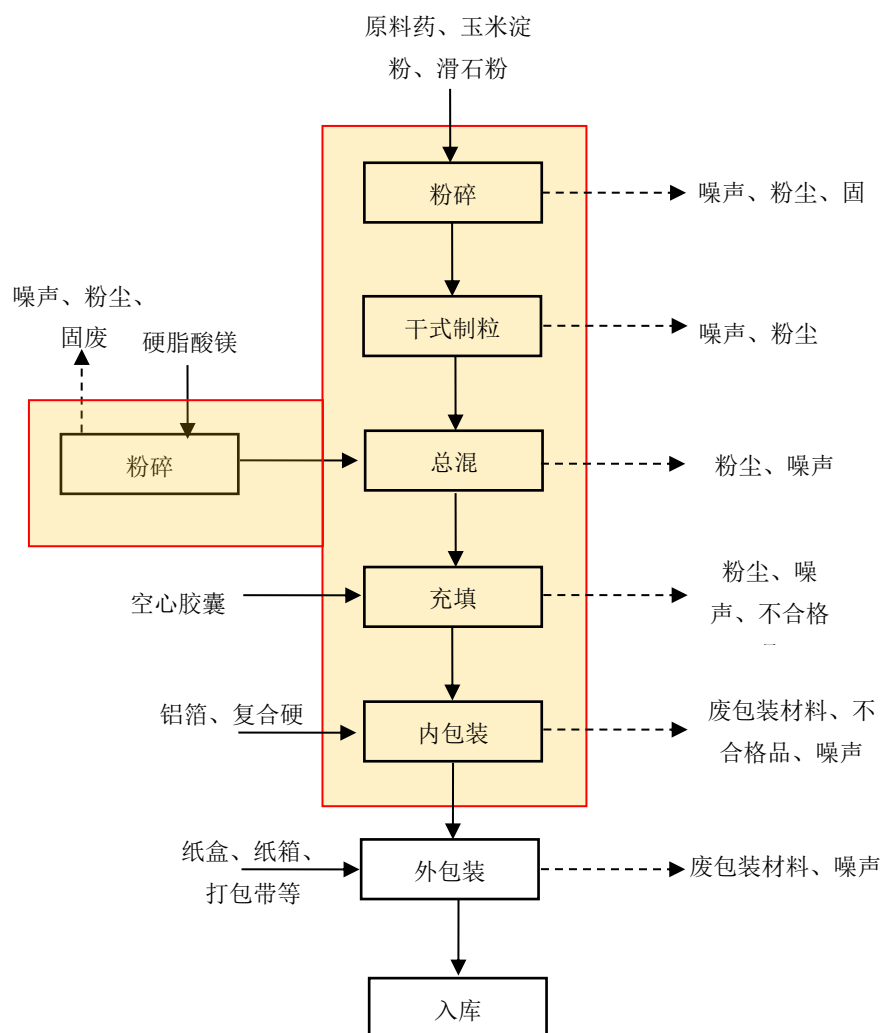 原料药、玉米淀
粉、滑石粉
粉碎
噪声、粉尘、固
噪声、粉尘、
固废
硬脂酸镁
干式制粒
噪声、粉尘
粉碎
总混
粉尘、噪声
空心胶囊
充填
粉尘、噪
声、不合格
铝箔、复合硬
内包装
废包装材料、不
合格品、噪声
纸盒、纸箱、
打包带等
外包装
废包装材料、噪声
入库